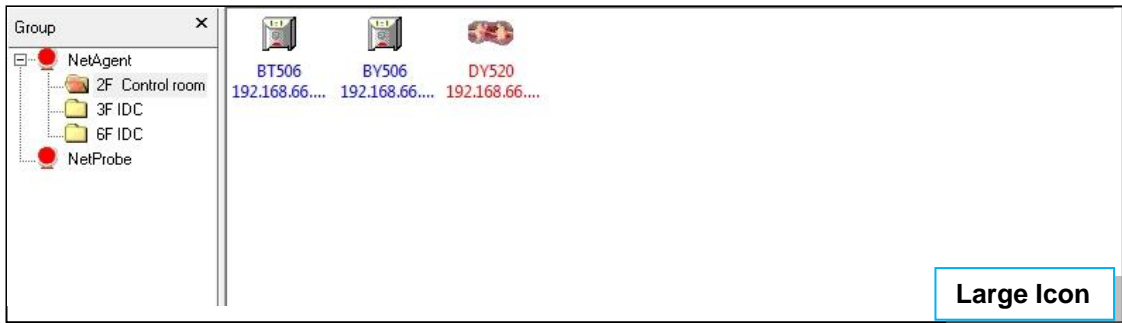 Group ×
NetAgent
2F Control room
3F IDC
6F IDC
NetProbe
BT506
192.168.66....
BY506
192.168.66....
DY520
192.168.66....
Large Icon